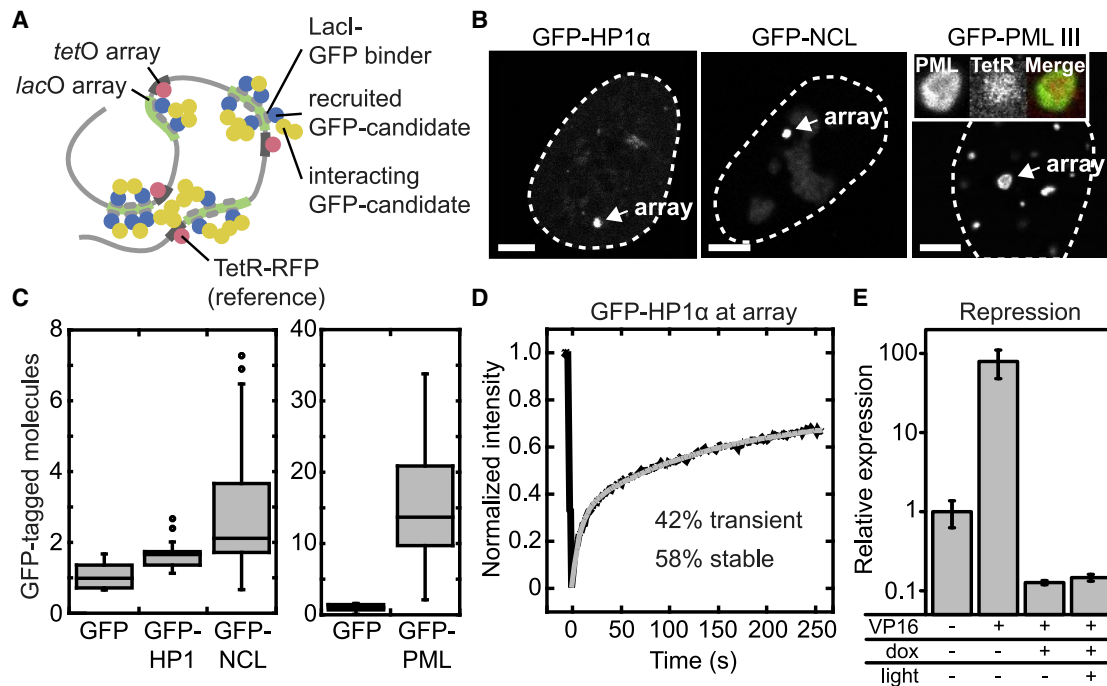 A
tetO array
lacO array
LacI-
GFP binder
recruited
GFP-candidate
interacting
GFP-candidate
TetR-RFP
(reference)
B
GFP-HP1α
GFP-NCL
GFP-PML III
array
array
PML
TetR
Merge
array
C
GFP-tagged molecules
8
6
4
2
0
GFP
GFP-
HP1
GFP-
NCL
40
30
20
10
0
GFP
GFP-
PML
D
GFP-HP1α at array
Normalized intensity
1.0
0.8
0.6
0.4
0.2
0
42% transient
58% stable
0
50
100
150
200
250
Time (s)
E
Repression
Relative expression
100
10
1
0.1
VP16 - + + +
dox - - + +
light - - - +